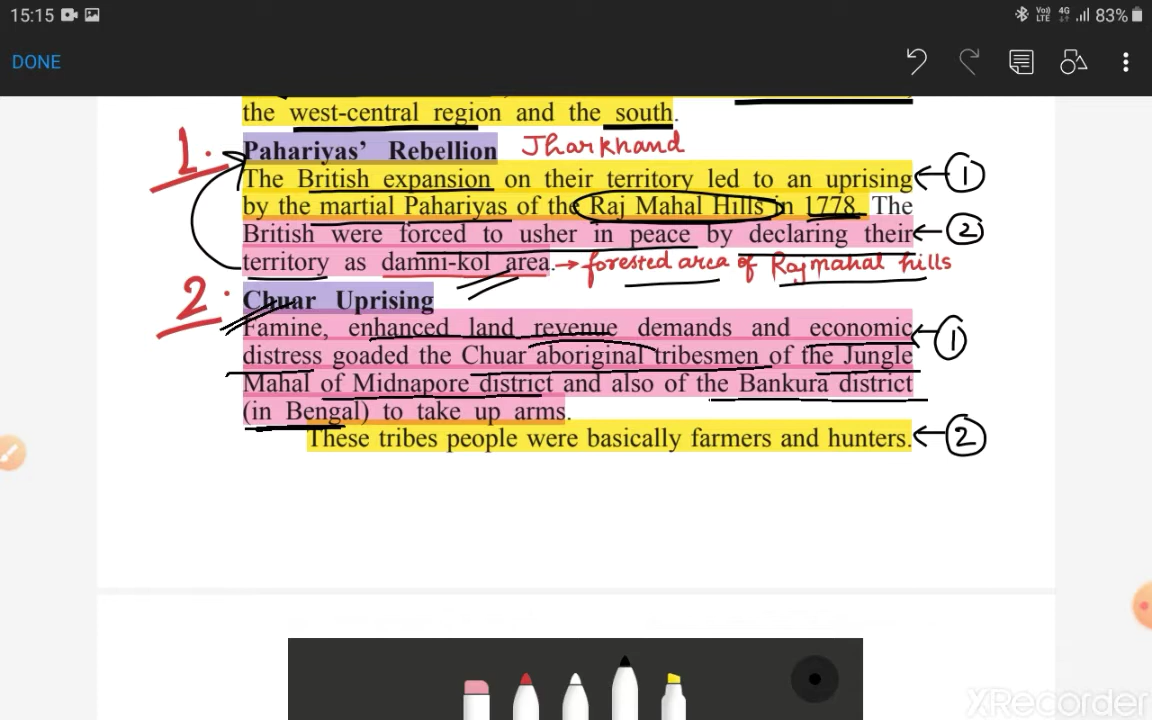 15:15 Vo) LTE 4G 83%
DONE
the west-central region and the south.
1. Pahariyas' Rebellion Jharkhand
The British expansion on their territory led to an uprising ①
by the martial Pahariyas of the Raj Mahal Hills in 1778. The
British were forced to usher in peace by declaring their ②
territory as damni-kol area. → forested area of Rajmahal hills
2. Chuar Uprising
Famine, enhanced land revenue demands and economic ①
distress goaded the Chuar aboriginal tribesmen of the Jungle
Mahal of Midnapore district and also of the Bankura district
(in Bengal) to take up arms.
These tribes people were basically farmers and hunters. ②
XRecorder